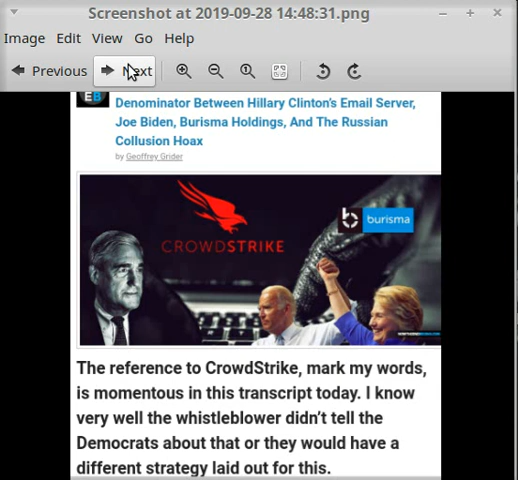 Screenshot at 2019-09-28 14:48:31.png
Image Edit View Go Help
Previous Next
EB
Denominator Between Hillary Clinton's Email Server,
Joe Biden, Burisma Holdings, And The Russian
Collusion Hoax
by Geoffrey Grider
b burisma
CROWDSTRIKE
The reference to CrowdStrike, mark my words,
is momentous in this transcript today. I know
very well the whistleblower didn't tell the
Democrats about that or they would have a
different strategy laid out for this.